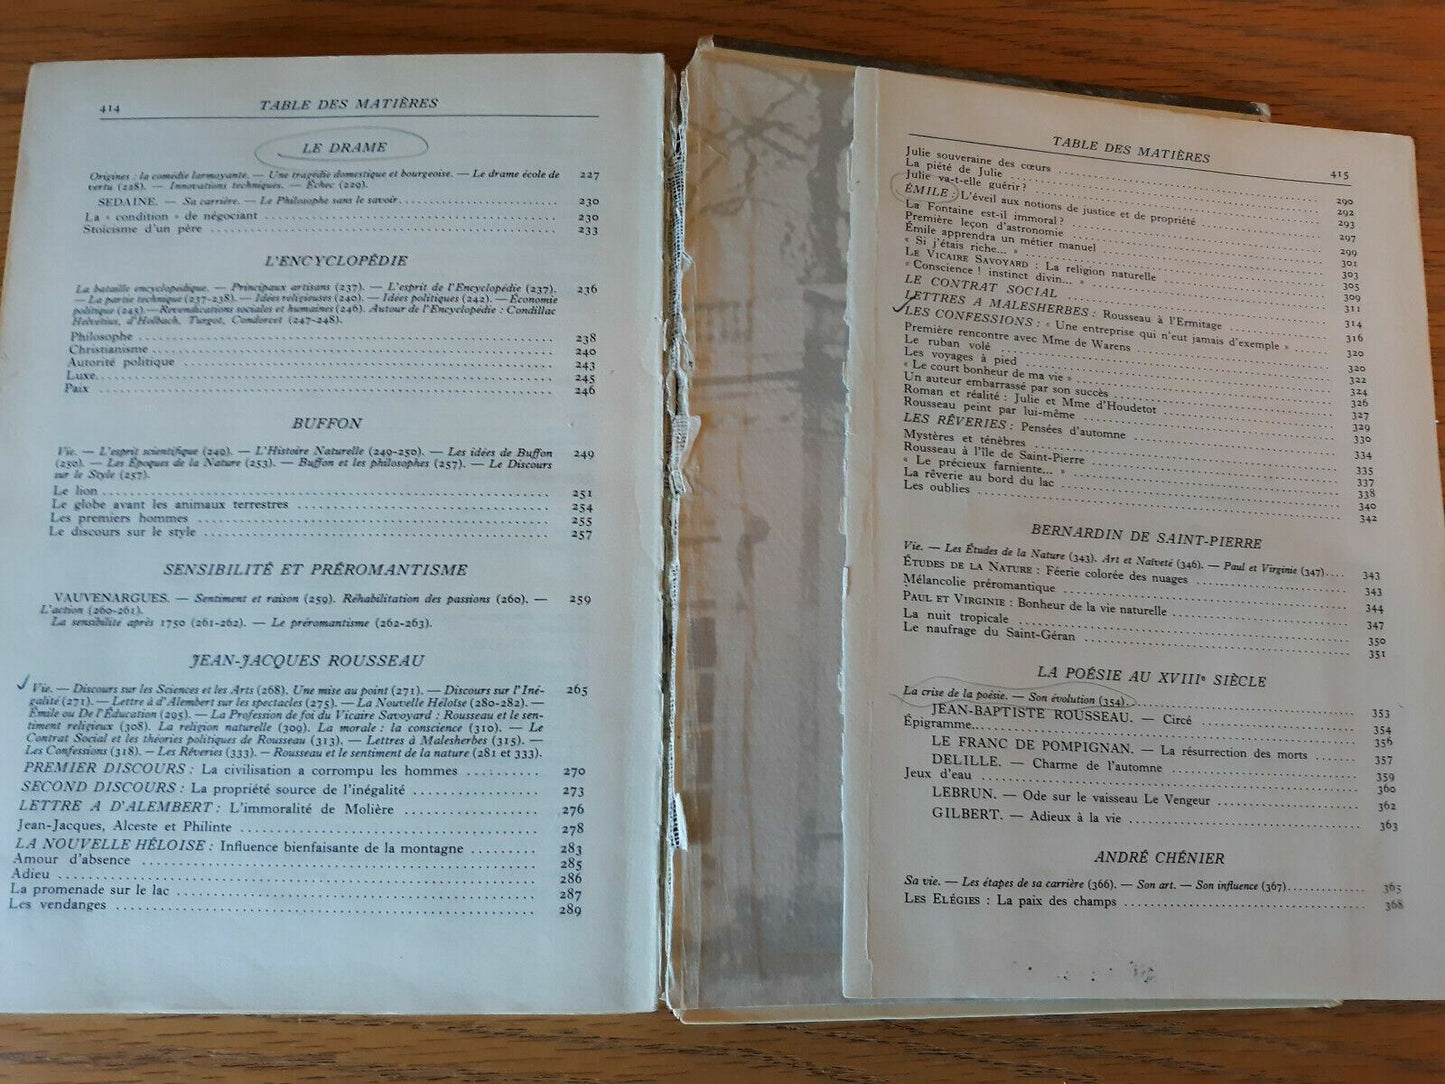 414 TABLE DES MATIÈRES
LE DRAME
Origines : la comédie larmoyante. — Une tragédie domestique et bourgeoise. — Le drame école de 227
vertu (228). — Innovations techniques. — Échec (229).
SEDAINE. — Sa carrière. — Le Philosophe sans le savoir 230
La « condition » de négociant 230
Stoïcisme d'un père 233
L'ENCYCLOPÉDIE
La bataille encyclopédique. — Principaux artisans (237). — L'esprit de l'Encyclopédie (237). 236
— La partie technique (237-238). — Idées religieuses (240). — Idées politiques (242). — Économie
politique (245). — Revendications sociales et humaines (246). Autour de l'Encyclopédie : Condillac
Helvétius, d'Holbach, Turgot, Condorcet (247-248).
Philosophe 238
Christianisme 240
Autorité politique 243
Luxe 245
Paix 246
BUFFON
Vie. — L'esprit scientifique (249). — L'Histoire Naturelle (249-250). — Les idées de Buffon 249
(250). — Les Époques de la Nature (253). — Buffon et les philosophes (257). — Le Discours
sur le Style (257).
Le lion 251
Le globe avant les animaux terrestres 254
Les premiers hommes 255
Le discours sur le style 257
SENSIBILITÉ ET PRÉROMANTISME
VAUVENARGUES. — Sentiment et raison (259). Réhabilitation des passions (260). — 259
L'action (260-261).
La sensibilité après 1750 (261-262). — Le préromantisme (262-263).
JEAN-JACQUES ROUSSEAU
Vie. — Discours sur les Sciences et les Arts (268). Une mise au point (271). — Discours sur l'Iné- 265
galité (271). — Lettre à d'Alembert sur les spectacles (275). — La Nouvelle Héloïse (280-282). —
Émile ou De l'Éducation (295). — La Profession de foi du Vicaire Savoyard : Rousseau et le sen-
timent religieux (308). La religion naturelle (309). La morale : la conscience (310). — Le
Contrat Social et les théories politiques de Rousseau (313). — Lettres à Malesherbes (315). —
Les Confessions (318). — Les Rêveries (333). — Rousseau et le sentiment de la nature (281 et 333).
PREMIER DISCOURS : La civilisation a corrompu les hommes 270
SECOND DISCOURS : La propriété source de l'inégalité 273
LETTRE A D'ALEMBERT : L'immoralité de Molière 276
Jean-Jacques, Alceste et Philinte 278
LA NOUVELLE HÉLOISE : Influence bienfaisante de la montagne 283
Amour d'absence 285
Adieu 286
La promenade sur le lac 287
Les vendanges 289
TABLE DES MATIÈRES 415
Julie souveraine des cœurs 290
La piété de Julie 292
Julie va-t-elle guérir ? 293
ÉMILE : L'éveil aux notions de justice et de propriété 297
La Fontaine est-il immoral ? 299
Première leçon d'astronomie 301
Émile apprendra un métier manuel 303
« Si j'étais riche... » 305
LE VICAIRE SAVOYARD : La religion naturelle 309
« Conscience ! instinct divin... » 311
LE CONTRAT SOCIAL 314
LETTRES A MALESHERBES : Rousseau à l'Ermitage 316
LES CONFESSIONS : « Une entreprise qui n'eut jamais d'exemple » 320
Première rencontre avec Mme de Warens 320
Le ruban volé 322
Les voyages à pied 324
« Le court bonheur de ma vie » 326
Un auteur embarrassé par son succès 327
Roman et réalité : Julie et Mme d'Houdetot 329
Rousseau peint par lui-même 330
LES RÊVERIES : Pensées d'automne 334
Mystères et ténèbres 335
Rousseau à l'île de Saint-Pierre 337
« Le précieux farniente... » 338
La rêverie au bord du lac 340
Les oublies 342
BERNARDIN DE SAINT-PIERRE
Vie. — Les Études de la Nature (343). Art et Naïveté (346). — Paul et Virginie (347) 343
ÉTUDES DE LA NATURE : Féerie colorée des nuages 343
Mélancolie préromantique 344
PAUL ET VIRGINIE : Bonheur de la vie naturelle 347
La nuit tropicale 350
Le naufrage du Saint-Géran 351
LA POÉSIE AU XVIIIe SIÈCLE
La crise de la poésie. — Son évolution (354) 353
JEAN-BAPTISTE ROUSSEAU. — Circé 354
Épigramme 356
LE FRANC DE POMPIGNAN. — La résurrection des morts 357
DELILLE. — Charme de l'automne 359
Jeux d'eau 360
LEBRUN. — Ode sur le vaisseau Le Vengeur 362
GILBERT. — Adieux à la vie 363
ANDRÉ CHÉNIER
Sa vie. — Les étapes de sa carrière (366). — Son art. — Son influence (367) 365
LES ELÉGIES : La paix des champs 368